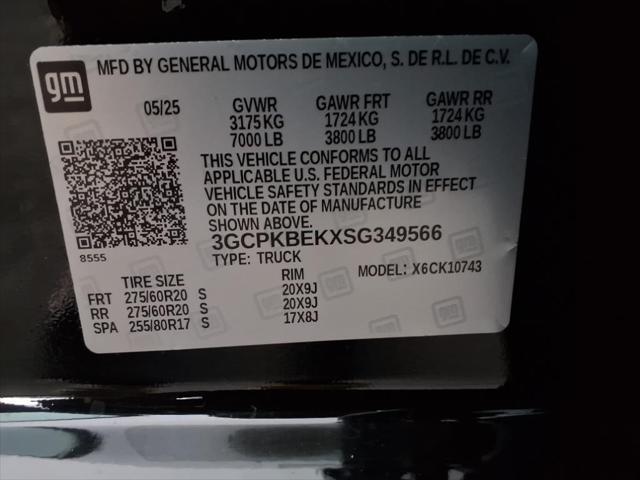 gm
MFD BY GENERAL MOTORS DE MEXICO, S. DE R.L. DE C.V.
05/25 GVWR GAWR FRT GAWR RR
3175 KG 1724 KG 1724 KG
7000 LB 3800 LB 3800 LB
THIS VEHICLE CONFORMS TO ALL
APPLICABLE U.S. FEDERAL MOTOR
VEHICLE SAFETY STANDARDS IN EFFECT
ON THE DATE OF MANUFACTURE
SHOWN ABOVE.
8555 3GCPKBEKXSG349566
TYPE: TRUCK MODEL: X6CK10743
TIRE SIZE RIM
FRT 275/60R20 S 20X9J
RR 275/60R20 S 20X9J
SPA 255/80R17 S 17X8J